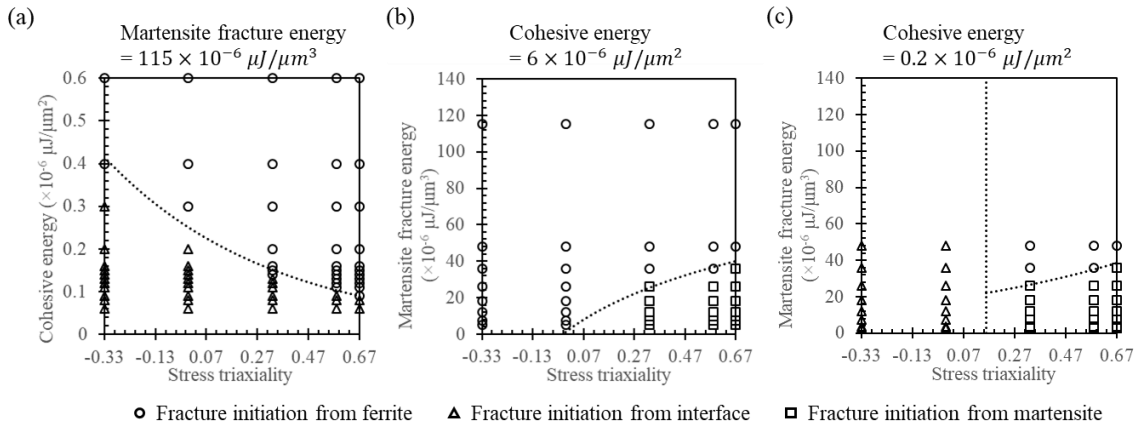 (a)
Martensite fracture energy
= 115 × 10⁻⁶ μJ/μm³
Cohesive energy (×10⁻⁶ μJ/μm²)
0.6
0.5
0.4
0.3
0.2
0.1
0
-0.33 -0.13 0.07 0.27 0.47 0.67
Stress triaxiality
(b)
Cohesive energy
= 6 × 10⁻⁶ μJ/μm²
Martensite fracture energy
(×10⁻⁶ μJ/μm³)
140
120
100
80
60
40
20
0
-0.33 -0.13 0.07 0.27 0.47 0.67
Stress triaxiality
(c)
Cohesive energy
= 0.2 × 10⁻⁶ μJ/μm²
Martensite fracture energy
(×10⁻⁶ μJ/μm³)
140
120
100
80
60
40
20
0
-0.33 -0.13 0.07 0.27 0.47 0.67
Stress triaxiality
Fracture initiation from ferrite Fracture initiation from interface Fracture initiation from martensite